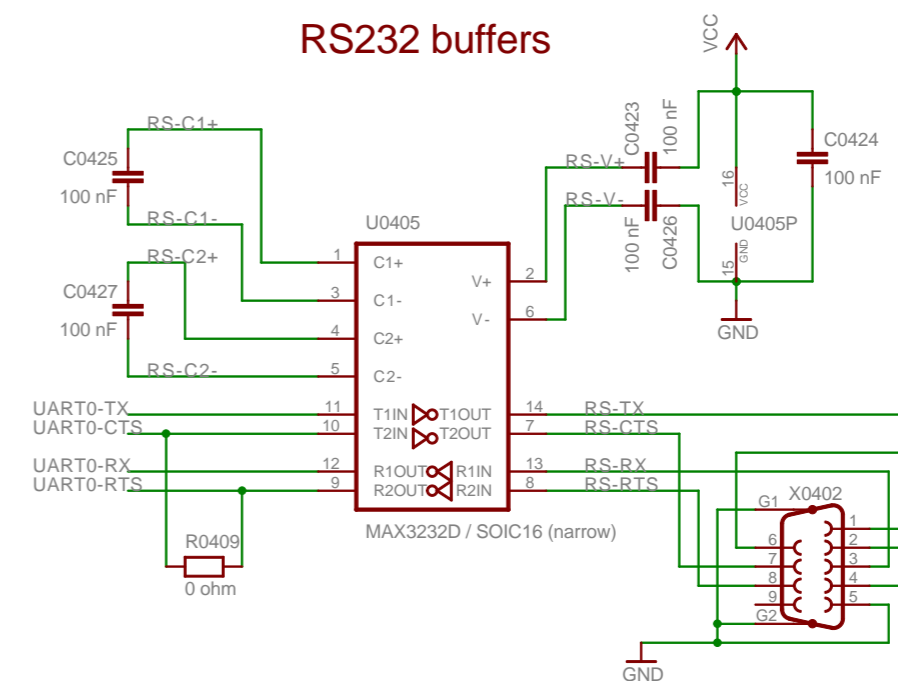 RS232 buffers
VCC
RS-C1+
C0425
100 nF
RS-C1-
RS-C2+
C0427
100 nF
RS-C2-
UART0-TX
UART0-CTS
UART0-RX
UART0-RTS
R0409
0 ohm
U0405
1 C1+
3 C1-
4 C2+
5 C2-
V+ 2
V- 6
11 T1IN T1OUT 14
10 T2IN T2OUT 7
12 R1OUT R1IN 13
9 R2OUT R2IN 8
MAX3232D / SOIC16 (narrow)
RS-V+
C0423
100 nF
RS-V-
100 nF
C0426
16
VCC
U0405P
GND
15
C0424
100 nF
GND
RS-TX
RS-CTS
RS-RX
RS-RTS
X0402
G1
1
6
2
7
3
8
4
9
5
G2
GND